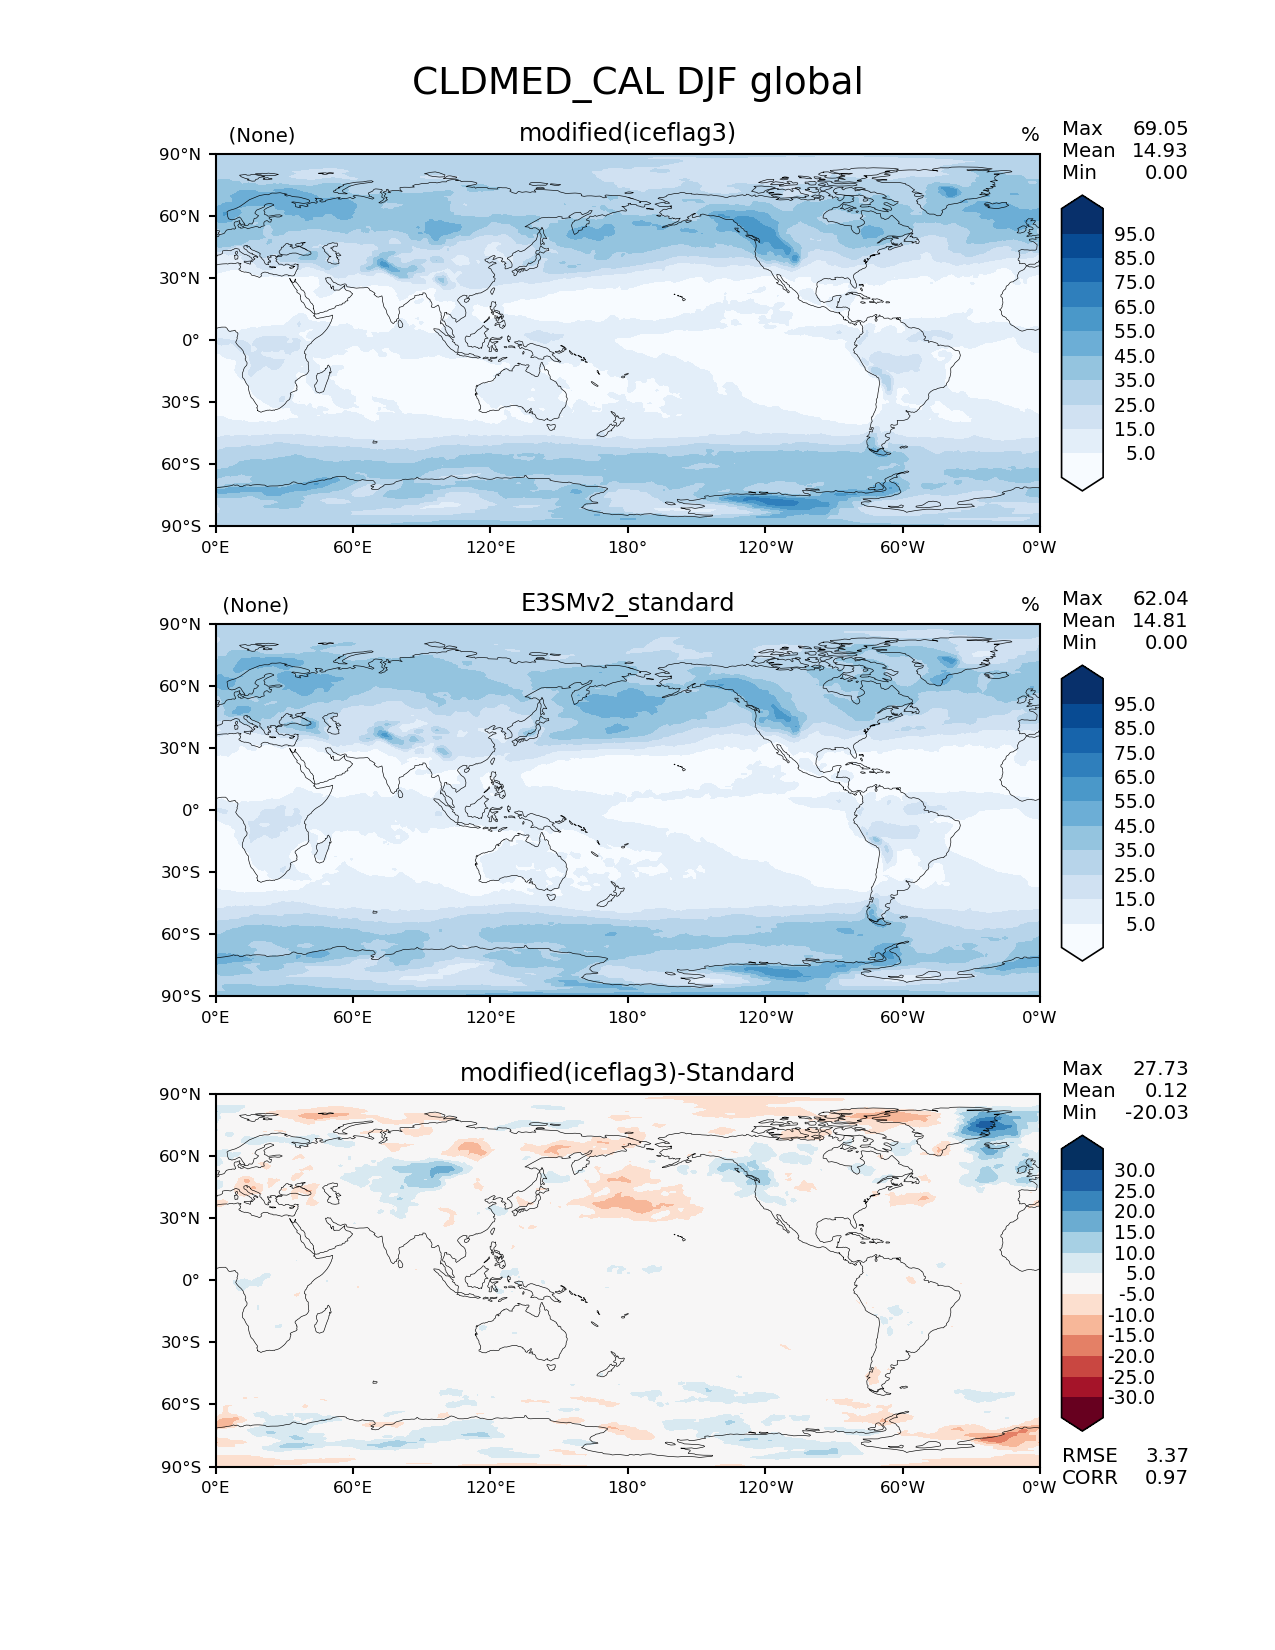 CLDMED_CAL DJF global
(None) modified(iceflag3) %
Max 69.05
Mean 14.93
Min 0.00
90°N
60°N
30°N
0°
30°S
60°S
90°S
0°E 60°E 120°E 180° 120°W 60°W 0°W
95.0
85.0
75.0
65.0
55.0
45.0
35.0
25.0
15.0
5.0
(None) E3SMv2_standard %
Max 62.04
Mean 14.81
Min 0.00
90°N
60°N
30°N
0°
30°S
60°S
90°S
0°E 60°E 120°E 180° 120°W 60°W 0°W
95.0
85.0
75.0
65.0
55.0
45.0
35.0
25.0
15.0
5.0
modified(iceflag3)-Standard
Max 27.73
Mean 0.12
Min -20.03
90°N
60°N
30°N
0°
30°S
60°S
90°S
0°E 60°E 120°E 180° 120°W 60°W 0°W
30.0
25.0
20.0
15.0
10.0
5.0
-5.0
-10.0
-15.0
-20.0
-25.0
-30.0
RMSE 3.37
CORR 0.97